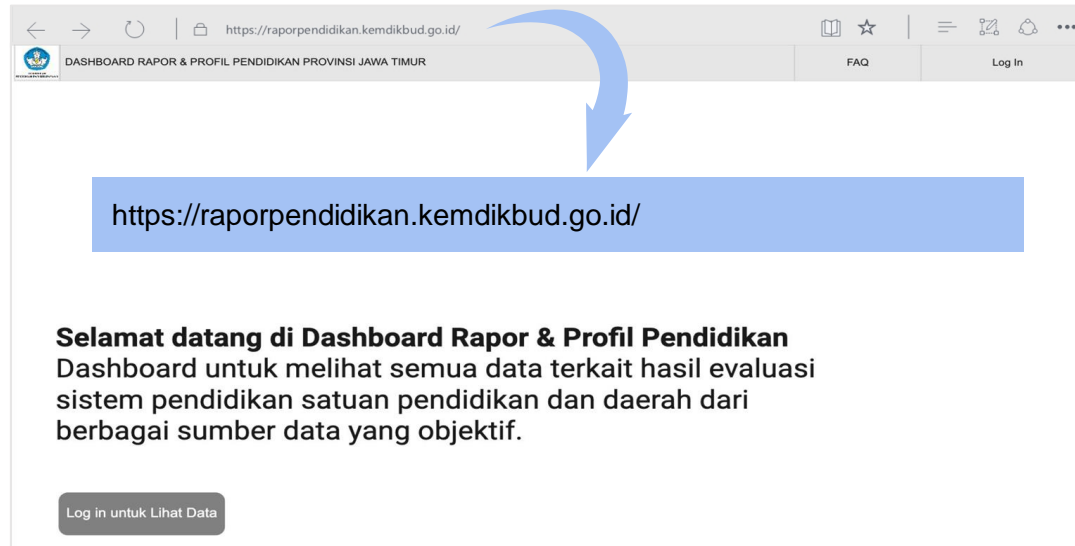 https://raporpendidikan.kemdikbud.go.id/
DASHBOARD RAPOR & PROFIL PENDIDIKAN PROVINSI JAWA TIMUR
FAQ
Log In
https://raporpendidikan.kemdikbud.go.id/
Selamat datang di Dashboard Rapor & Profil Pendidikan
Dashboard untuk melihat semua data terkait hasil evaluasi
sistem pendidikan satuan pendidikan dan daerah dari
berbagai sumber data yang objektif.
Log in untuk Lihat Data